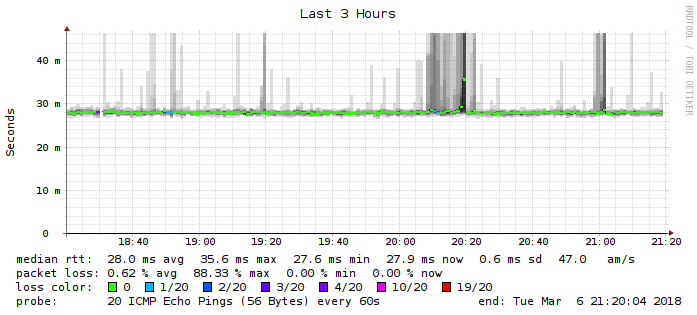 Last 3 Hours
RRDTOOL / TOBI OETIKER
Seconds
40 m
30 m
20 m
10 m
0
18:40 19:00 19:20 19:40 20:00 20:20 20:40 21:00 21:20
median rtt: 28.0 ms avg 35.6 ms max 27.6 ms min 27.9 ms now 0.6 ms sd 47.0 am/s
packet loss: 0.62 % avg 88.33 % max 0.00 % min 0.00 % now
loss color: 0 1/20 2/20 3/20 4/20 10/20 19/20
probe: 20 ICMP Echo Pings (56 Bytes) every 60s end: Tue Mar 6 21:20:04 2018